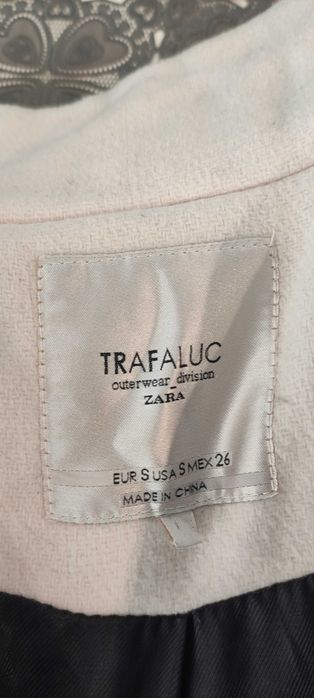 TRAFALUC
outerwear_division
ZARA
EUR S USA S MEX 26
MADE IN CHINA